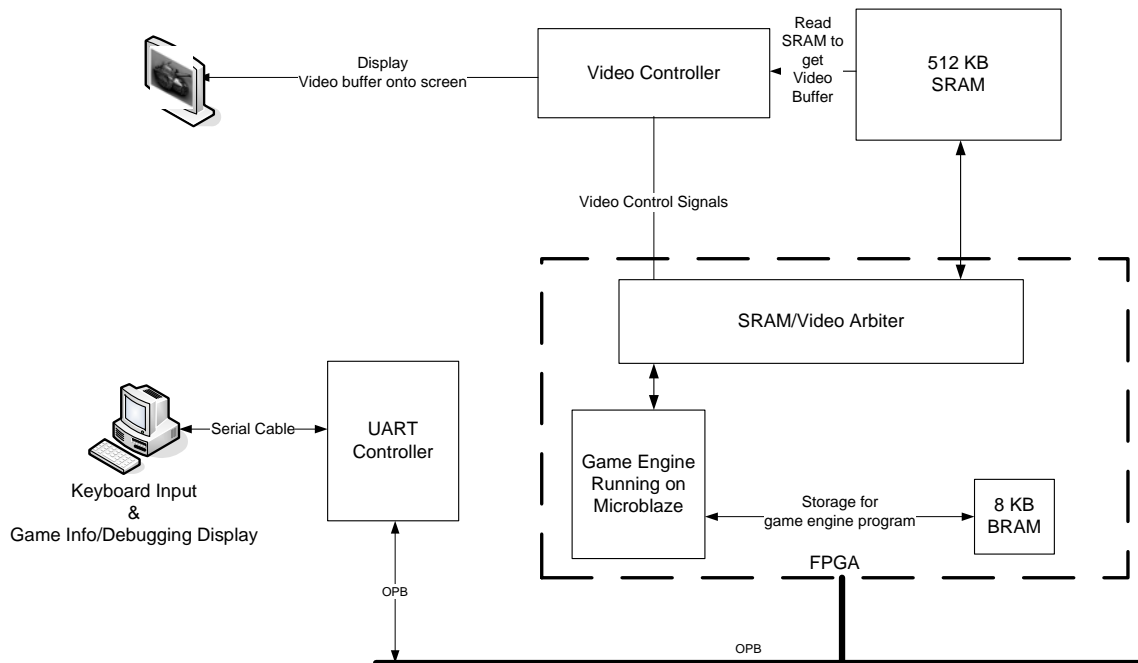 Display
Video buffer onto screen
Video Controller
Read
SRAM to
get
Video
Buffer
512 KB
SRAM
Video Control Signals
SRAM/Video Arbiter
Keyboard Input
&
Game Info/Debugging Display
Serial Cable
UART
Controller
Game Engine
Running on
Microblaze
Storage for
game engine program
8 KB
BRAM
FPGA
OPB
OPB